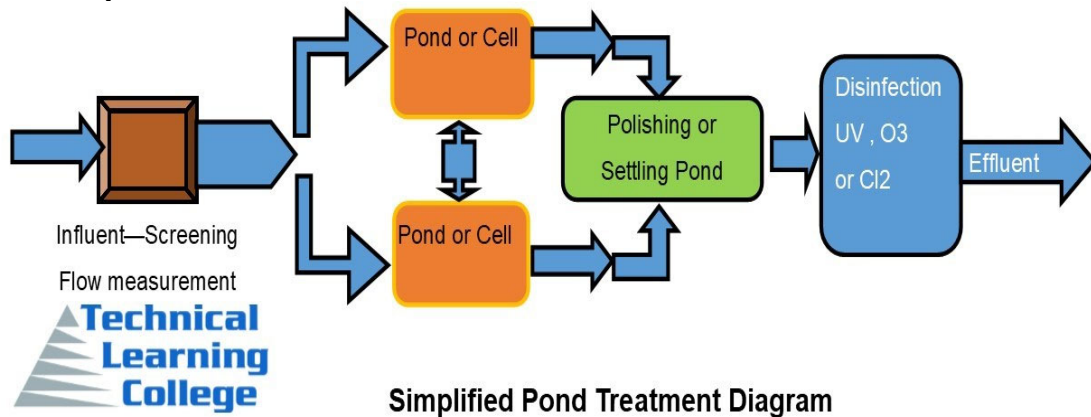 Pond or Cell
Pond or Cell
Polishing or
Settling Pond
Disinfection
UV , O3
or Cl2
Effluent
Influent—Screening
Flow measurement
Technical
Learning
College
Simplified Pond Treatment Diagram